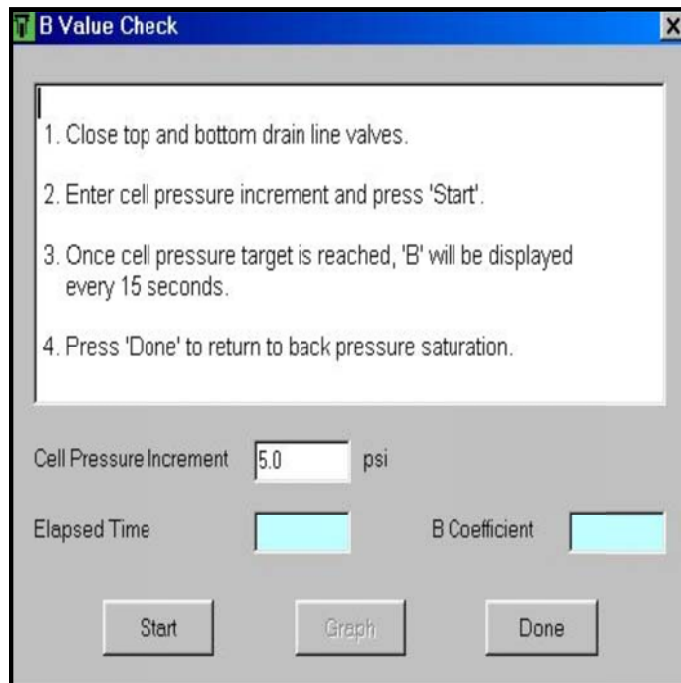 B Value Check
1. Close top and bottom drain line valves.
2. Enter cell pressure increment and press 'Start'.
3. Once cell pressure target is reached, 'B' will be displayed
every 15 seconds.
4. Press 'Done' to return to back pressure saturation.
Cell Pressure Increment 5.0 psi
Elapsed Time B Coefficient
Start Graph Done